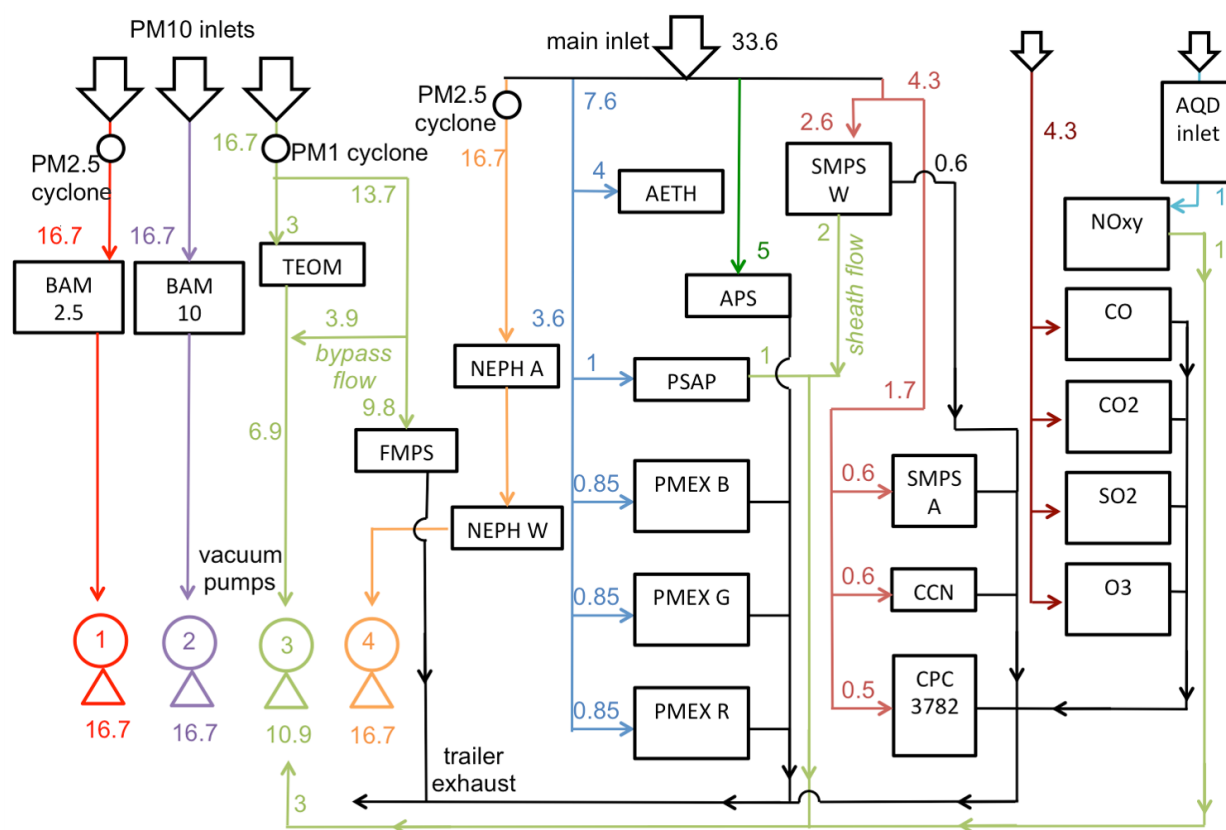 PM10 inlets
main inlet
33.6
PM2.5
cyclone
16.7
PM1 cyclone
PM2.5
cyclone
16.7
7.6
4.3
2.6
4.3
AQD
inlet
1
16.7
16.7
13.7
3
4
AETH
SMPS
W
0.6
2
NOxy
1
BAM
2.5
BAM
10
TEOM
5
APS
sheath flow
CO
3.9
bypass
flow
3.6
NEPH A
1
PSAP
1
1.7
CO2
6.9
9.8
FMPS
0.85
PMEX B
0.6
SMPS
A
SO2
NEPH W
vacuum
pumps
0.85
PMEX G
0.6
CCN
O3
1
2
3
4
0.85
PMEX R
0.5
CPC
3782
16.7
16.7
10.9
16.7
trailer
exhaust
3